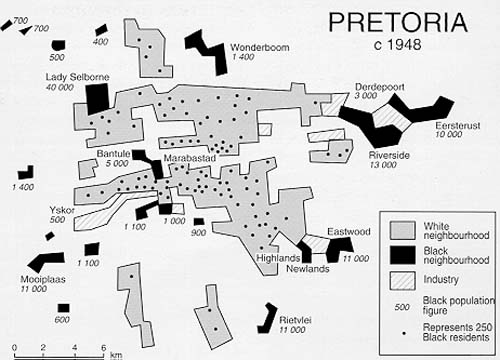 PRETORIA
c 1948
700
700
500
400
Wonderboom
1 400
Lady Selborne
40 000
Derdepoort
3 000
Eersterust
10 000
Riverside
13 000
Bantule
5 000
Marabastad
1 400
Yskor
500
1 100
1 000
900
Eastwood
11 000
Highlands
Newlands
1 100
Mooiplaas
11 000
600
Rietvlei
11 000
White
neighbourhood
Black
neighbourhood
Industry
500 Black population
figure
Represents 250
Black residents
0 2 4 6
km